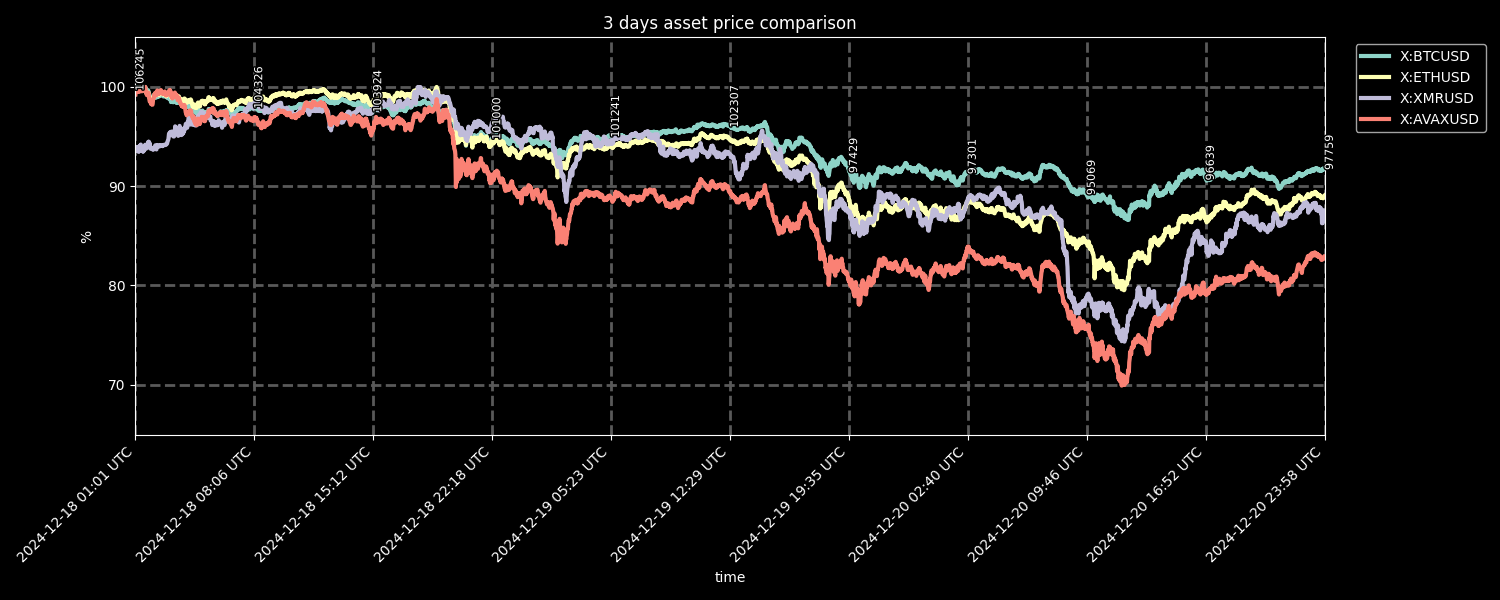 3 days asset price comparison
X:BTCUSD
X:ETHUSD
X:XMRUSD
X:AVAXUSD
106245
104326
103924
101000
101241
102307
97429
97301
95069
96639
97759
100
90
80
70
%
2024-12-18 01:01 UTC
2024-12-18 08:06 UTC
2024-12-18 15:12 UTC
2024-12-18 22:18 UTC
2024-12-19 05:23 UTC
2024-12-19 12:29 UTC
2024-12-19 19:35 UTC
2024-12-20 02:40 UTC
2024-12-20 09:46 UTC
2024-12-20 16:52 UTC
2024-12-20 23:58 UTC
time